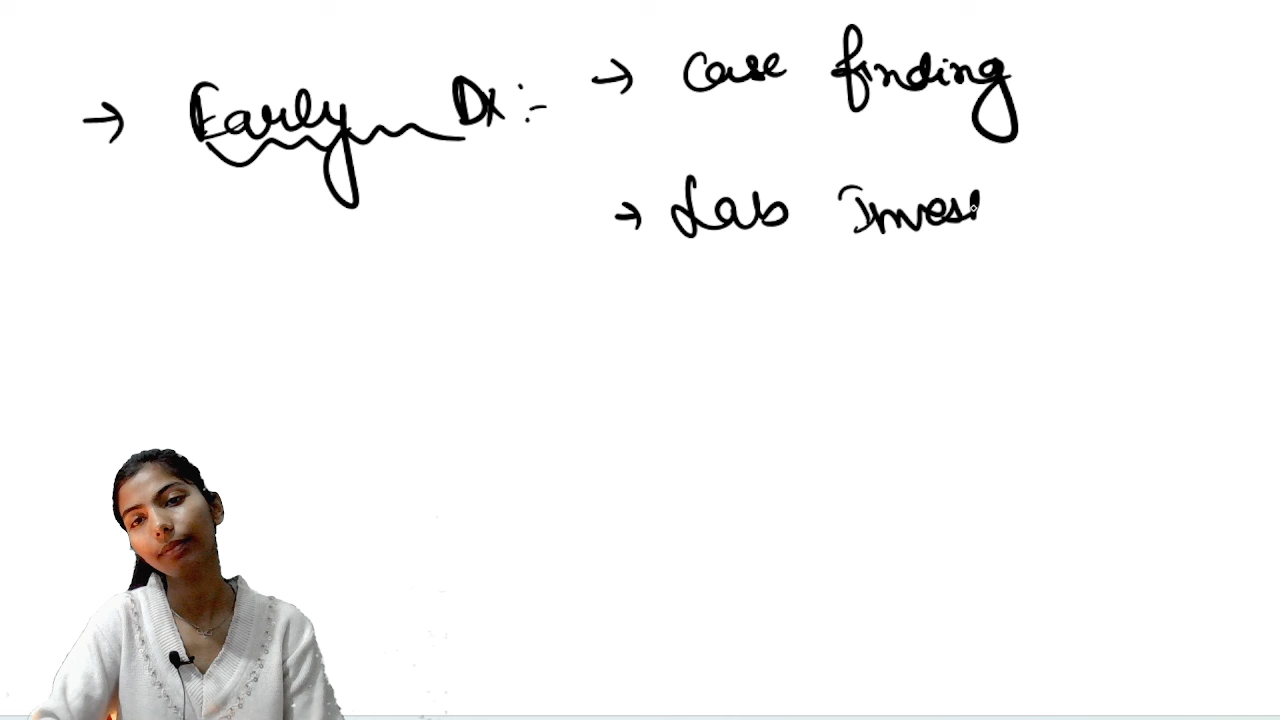 → Early Dx :-
→ Case finding
→ Lab Inves